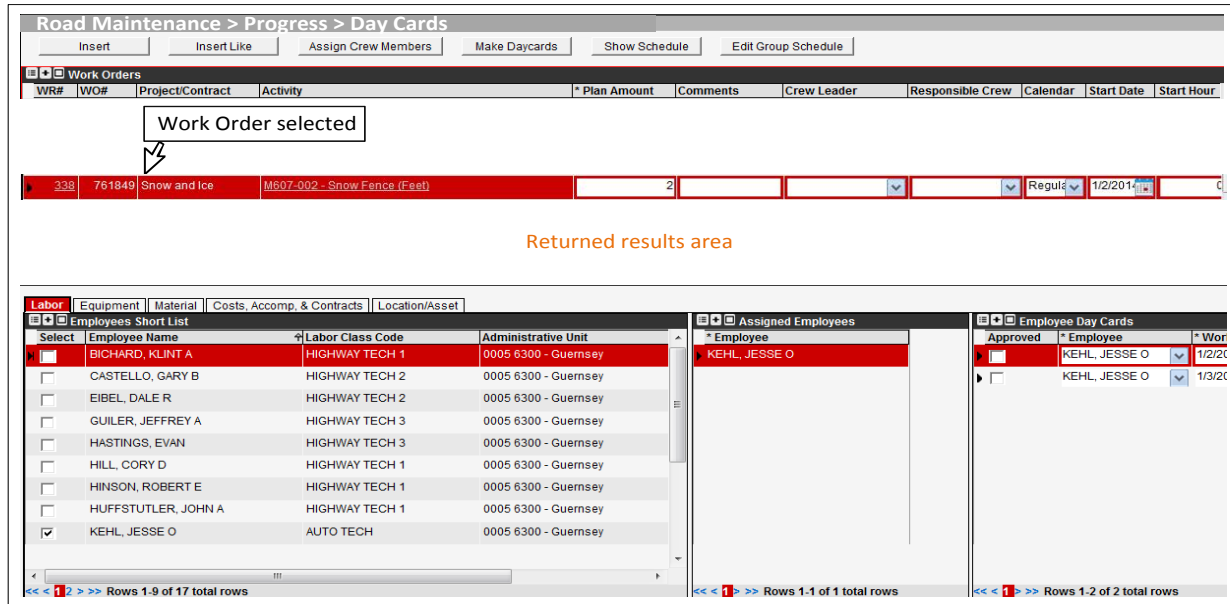 Road Maintenance > Progress > Day Cards
Insert Insert Like Assign Crew Members Make Daycards Show Schedule Edit Group Schedule
Work Orders
WR# WO# Project/Contract Activity * Plan Amount Comments Crew Leader Responsible Crew Calendar Start Date Start Hour
Work Order selected
338 761849 Snow and Ice M607-002 - Snow Fence (Feet) 2 Regula 1/2/2014
Returned results area
Labor Equipment Material Costs, Accomp, & Contracts Location/Asset
Employees Short List Assigned Employees Employee Day Cards
Select Employee Name Labor Class Code Administrative Unit * Employee Approved * Employee * Wor
BICHARD, KLINT A HIGHWAY TECH 1 0005 6300 - Guernsey KEHL, JESSE O KEHL, JESSE O 1/2/20
CASTELLO, GARY B HIGHWAY TECH 2 0005 6300 - Guernsey KEHL, JESSE O 1/3/20
EIBEL, DALE R HIGHWAY TECH 2 0005 6300 - Guernsey
GUILER, JEFFREY A HIGHWAY TECH 3 0005 6300 - Guernsey
HASTINGS, EVAN HIGHWAY TECH 3 0005 6300 - Guernsey
HILL, CORY D HIGHWAY TECH 1 0005 6300 - Guernsey
HINSON, ROBERT E HIGHWAY TECH 1 0005 6300 - Guernsey
HUFFSTUTLER, JOHN A HIGHWAY TECH 1 0005 6300 - Guernsey
KEHL, JESSE O AUTO TECH 0005 6300 - Guernsey
<< < 1 2 > >> Rows 1-9 of 17 total rows << < 1 > >> Rows 1-1 of 1 total rows << < 1 > >> Rows 1-2 of 2 total rows